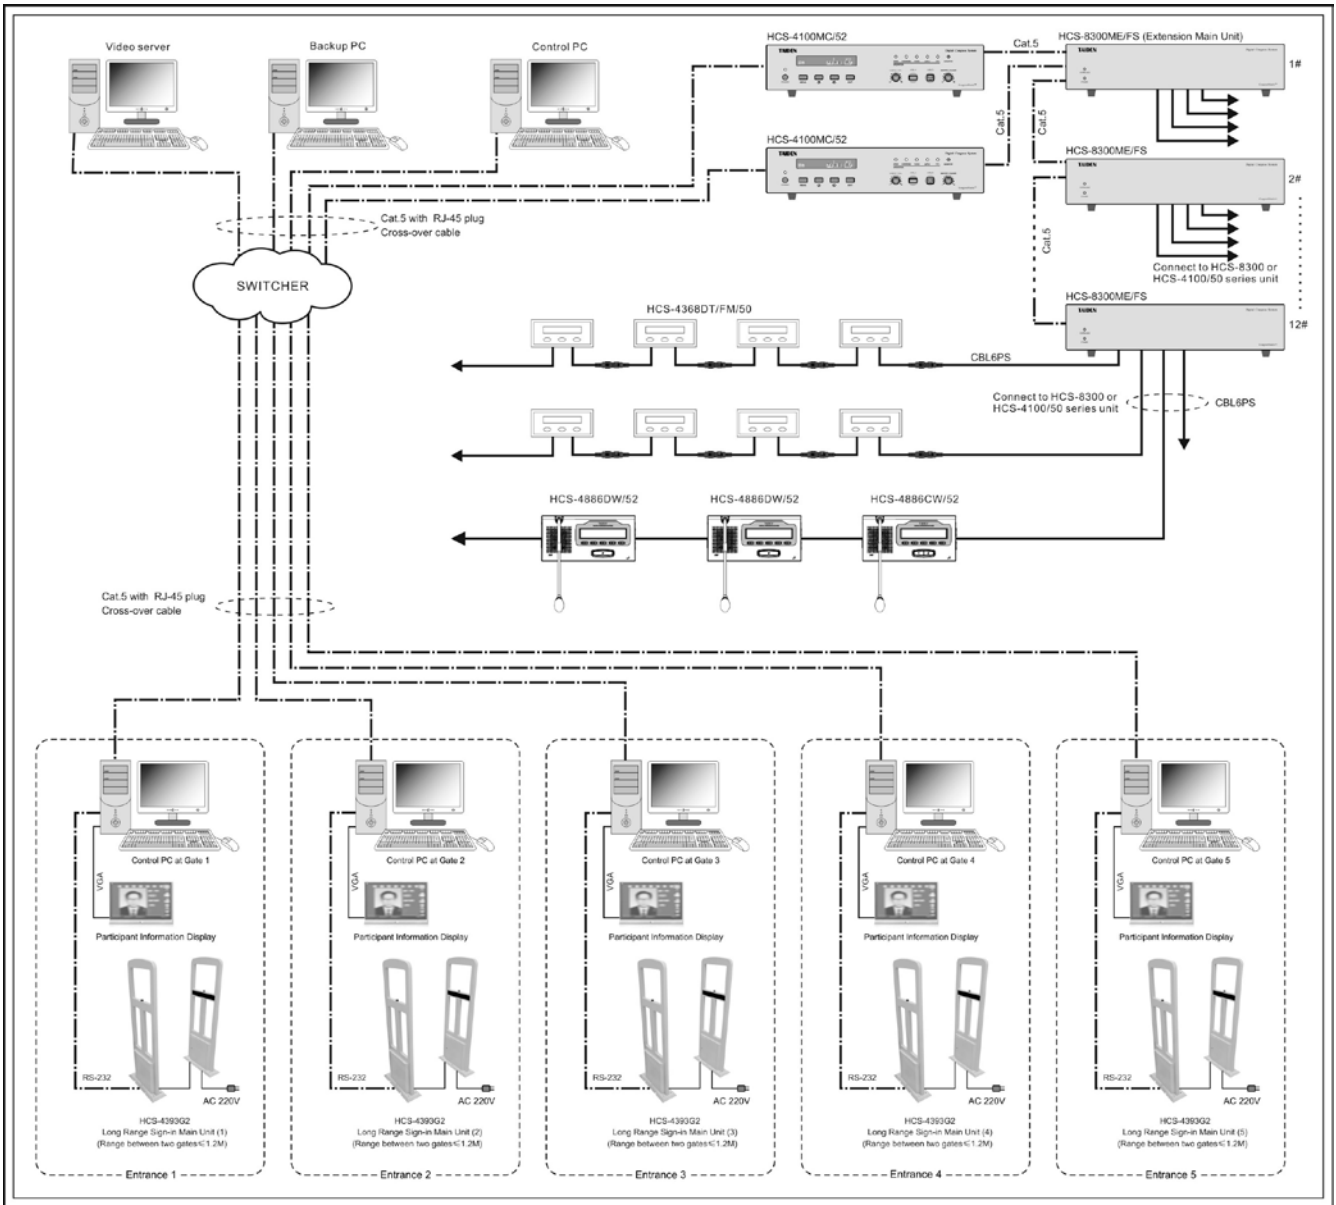 Video server
Backup PC
Control PC
HCS-4100MC/52
HCS-8300ME/FS (Extension Main Unit)
TAIDEN
Cat.5
TAIDEN
1#
Cat.5
Cat.5
HCS-4100MC/52
TAIDEN
HCS-8300ME/FS
TAIDEN
2#
Cat.5 with RJ-45 plug
Cross-over cable
Cat.5
Connect to HCS-8300 or
HCS-4100/50 series unit
SWITCHER
HCS-8300ME/FS
TAIDEN
12#
HCS-4368DT/FM/50
CBL6PS
Connect to HCS-8300 or
HCS-4100/50 series unit
CBL6PS
HCS-4886DW/52
HCS-4886DW/52
HCS-4886CW/52
Cat.5 with RJ-45 plug
Cross-over cable
Control PC at Gate 1
VGA
Participant Information Display
RS-232
AC 220V
HCS-4393G2
Long Range Sign-in Main Unit (1)
(Range between two gates≤1.2M)
Entrance 1
Control PC at Gate 2
VGA
Participant Information Display
RS-232
AC 220V
HCS-4393G2
Long Range Sign-in Main Unit (2)
(Range between two gates≤1.2M)
Entrance 2
Control PC at Gate 3
VGA
Participant Information Display
RS-232
AC 220V
HCS-4393G2
Long Range Sign-in Main Unit (3)
(Range between two gates≤1.2M)
Entrance 3
Control PC at Gate 4
VGA
Participant Information Display
RS-232
AC 220V
HCS-4393G2
Long Range Sign-in Main Unit (4)
(Range between two gates≤1.2M)
Entrance 4
Control PC at Gate 5
VGA
Participant Information Display
RS-232
AC 220V
HCS-4393G2
Long Range Sign-in Main Unit (5)
(Range between two gates≤1.2M)
Entrance 5